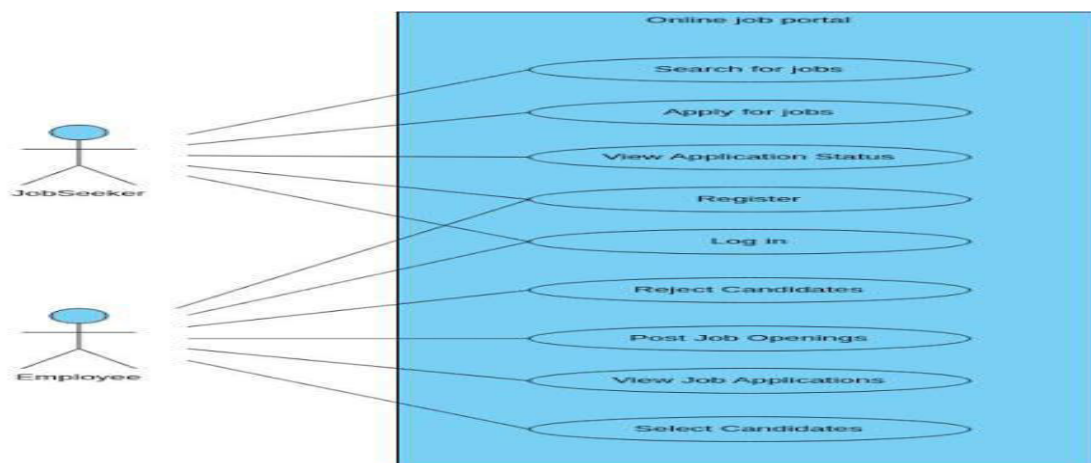 Online job portal
Search for jobs
Apply for jobs
View Application Status
JobSeeker
Register
Log in
Reject Candidates
Post Job Openings
Employee
View Job Applications
Select Candidates